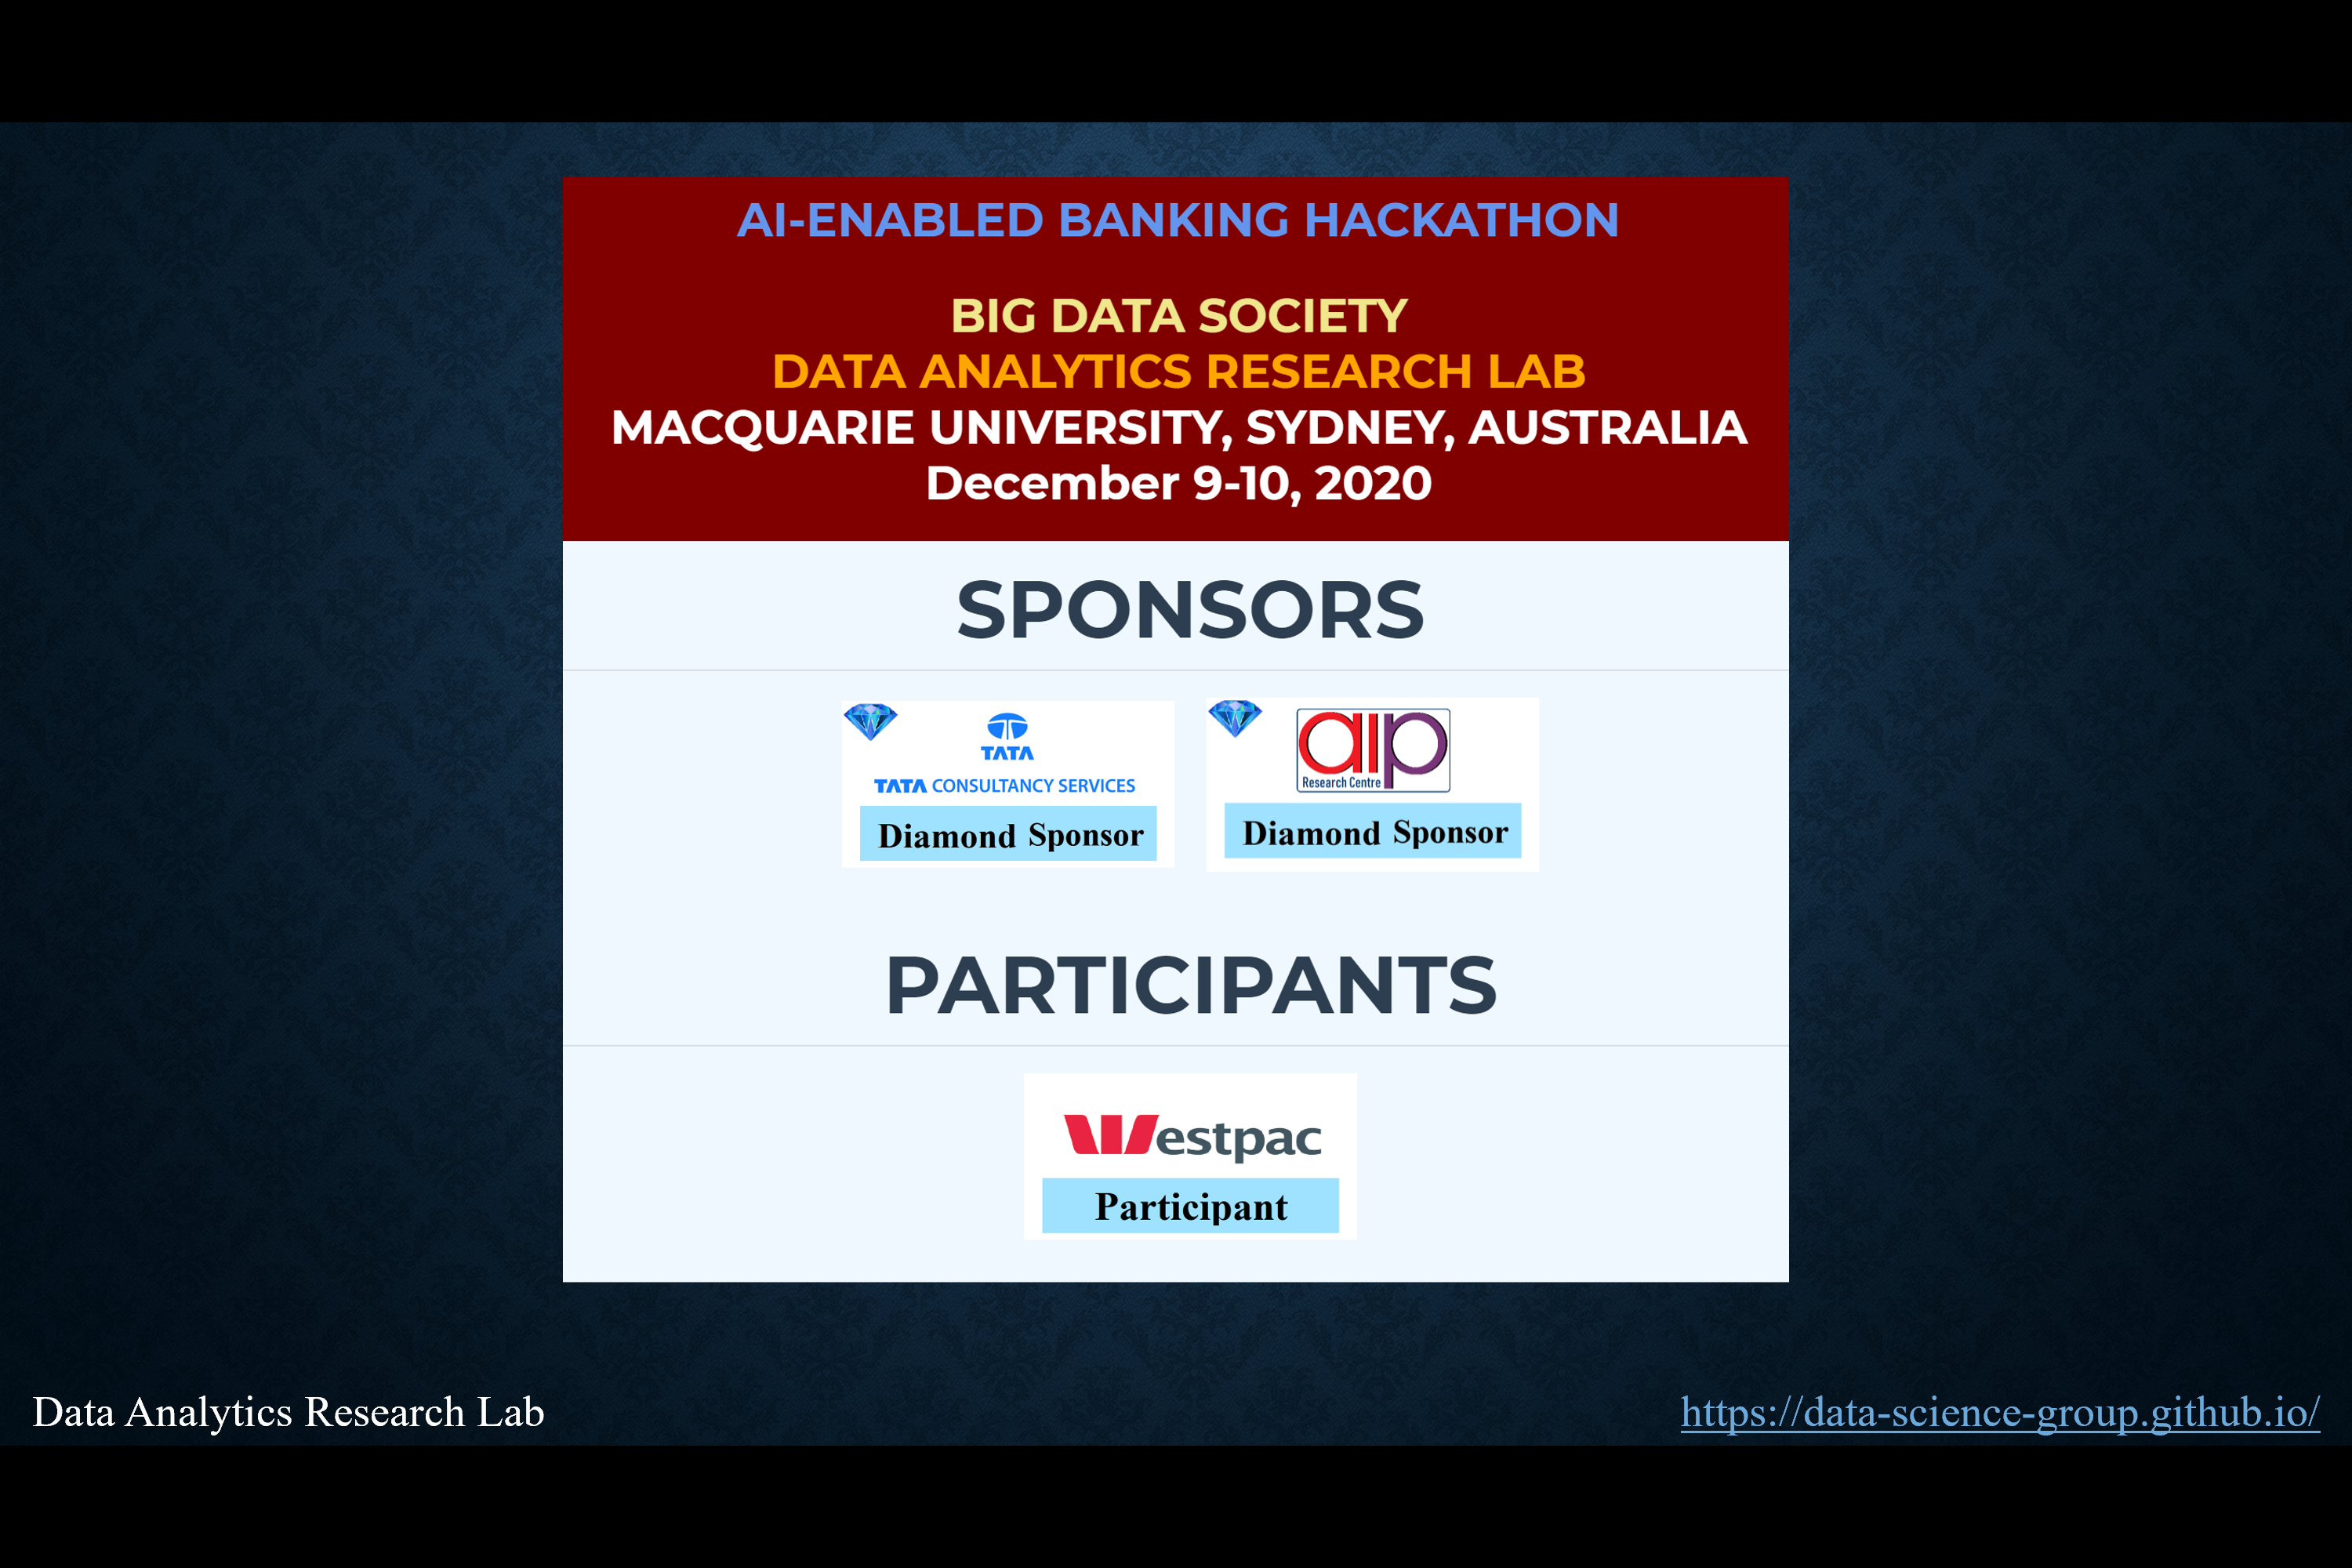 AI-ENABLED BANKING HACKATHON
BIG DATA SOCIETY
DATA ANALYTICS RESEARCH LAB
MACQUARIE UNIVERSITY, SYDNEY, AUSTRALIA
December 9-10, 2020
SPONSORS
TATA
TATA CONSULTANCY SERVICES
Diamond Sponsor
aip
Research Centre
Diamond Sponsor
PARTICIPANTS
Westpac
Participant
Data Analytics Research Lab
https://data-science-group.github.io/